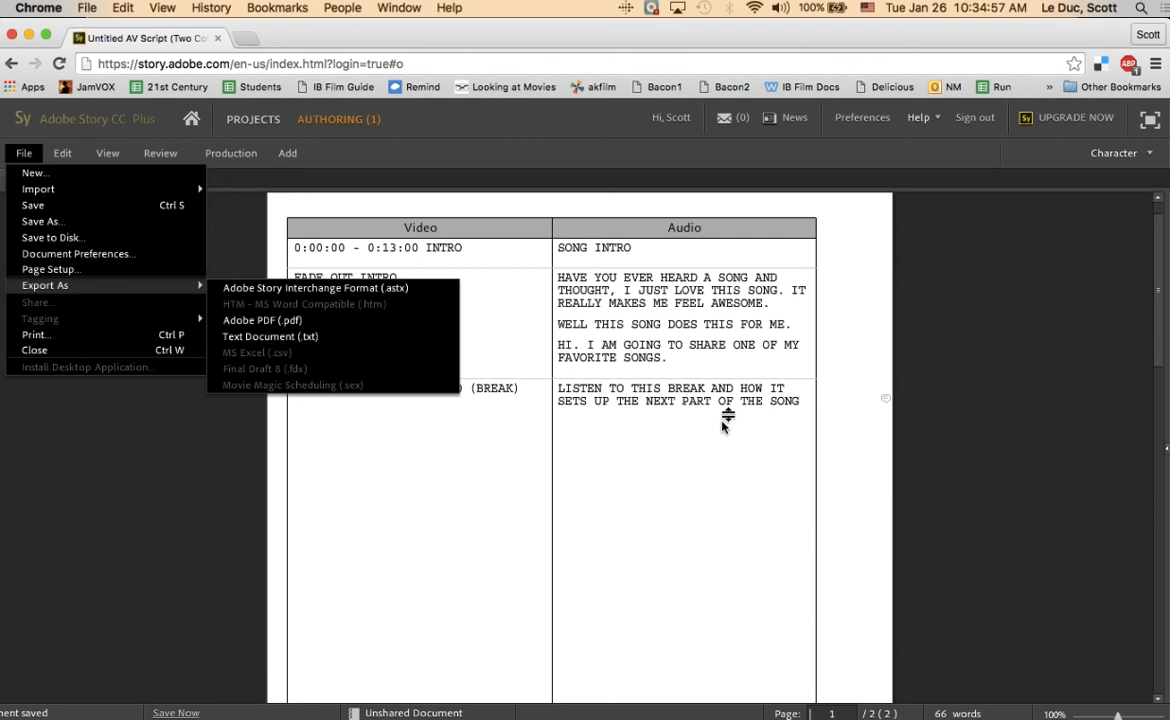 Chrome File Edit View History Bookmarks People Window Help 100% Tue Jan 26 10:34:57 AM Le Duc, Scott
Sy Untitled AV Script (Two Co × Scott
https://story.adobe.com/en-us/index.html?login=true#o
Apps JamVOX 21st Century Students IB Film Guide Remind Looking at Movies akfilm Bacon1 Bacon2 IB Film Docs Delicious NM Run » Other Bookmarks
Sy Adobe Story CC Plus PROJECTS AUTHORING (1) Hi, Scott (0) News Preferences Help Sign out Sy UPGRADE NOW
File Edit View Review Production Add Character
New...
Import
Save Ctrl S
Save As...
Save to Disk...
Document Preferences...
Page Setup...
Export As
Share...
Tagging
Print... Ctrl P
Close Ctrl W
Install Desktop Application...
Adobe Story Interchange Format (.astx)
HTM - MS Word Compatible (.htm)
Adobe PDF (.pdf)
Text Document (.txt)
MS Excel (.csv)
Final Draft 8 (.fdx)
Movie Magic Scheduling (.sex)
Video Audio
0:00:00 - 0:13:00 INTRO SONG INTRO
FADE OUT INTRO HAVE YOU EVER HEARD A SONG AND
THOUGHT, I JUST LOVE THIS SONG. IT
REALLY MAKES ME FEEL AWESOME.
WELL THIS SONG DOES THIS FOR ME.
HI. I AM GOING TO SHARE ONE OF MY
FAVORITE SONGS.
) (BREAK) LISTEN TO THIS BREAK AND HOW IT
SETS UP THE NEXT PART OF THE SONG
ment saved Save Now Unshared Document Page: 1 / 2 ( 2 ) 66 words 100%